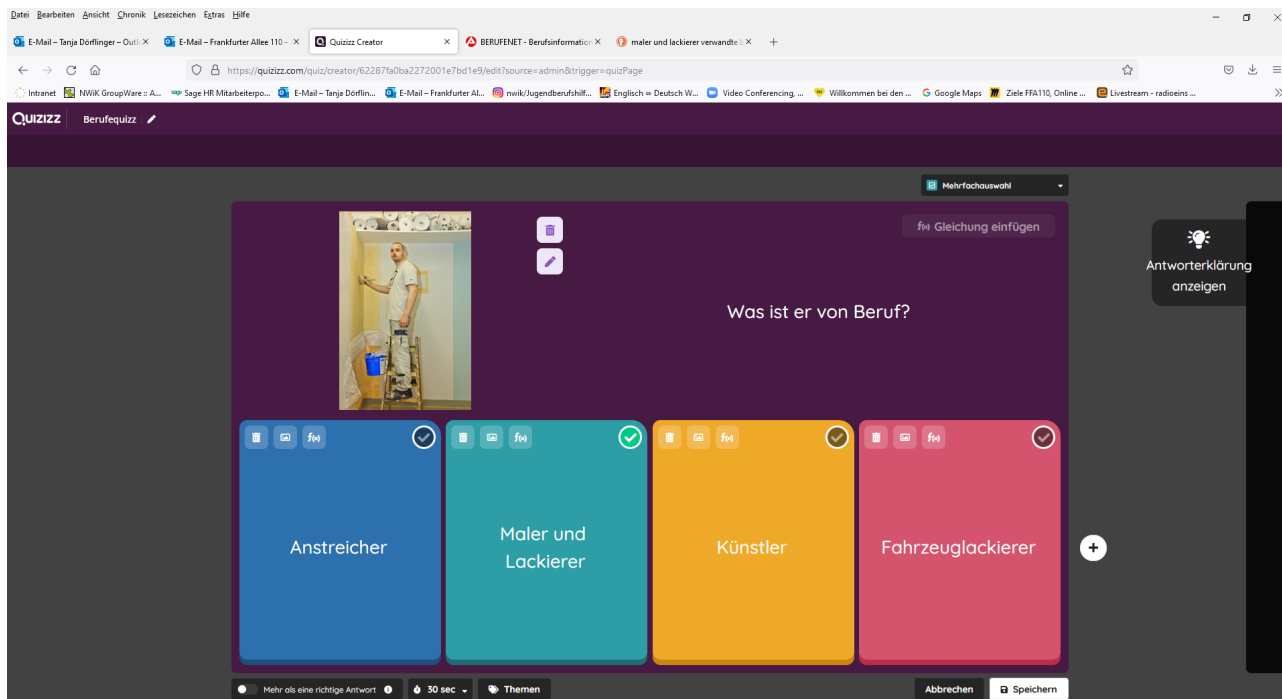 Datei Bearbeiten Ansicht Chronik Lesezeichen Extras Hilfe
E-Mail – Tanja Dörflinger – Outl
E-Mail – Frankfurter Allee 110 –
Quizizz Creator
BERUFENET - Berufsinformation
maler und lackierer verwandte
https://quizizz.com/quiz/creator/62287fa0ba2272001e7bd1e9/edit?source=admin&trigger=quizPage
Intranet
NWiK GroupWare :: A...
Sage HR Mitarbeiterpo...
E-Mail – Tanja Dörflin...
E-Mail – Frankfurter Al...
nwik/Jugendberufshilf...
Englisch ⇔ Deutsch W...
Video Conferencing, ...
Willkommen bei den ...
Google Maps
Ziele FFA110, Online ...
Livestream - radioeins ...
QUIZIZZ
Berufequizz
Mehrfachauswahl
f(x) Gleichung einfügen
Antworterklärung
anzeigen
Was ist er von Beruf?
f(x)
f(x)
f(x)
f(x)
Anstreicher
Maler und
Lackierer
Künstler
Fahrzeuglackierer
Mehr als eine richtige Antwort
30 sec
Themen
Abbrechen
Speichern